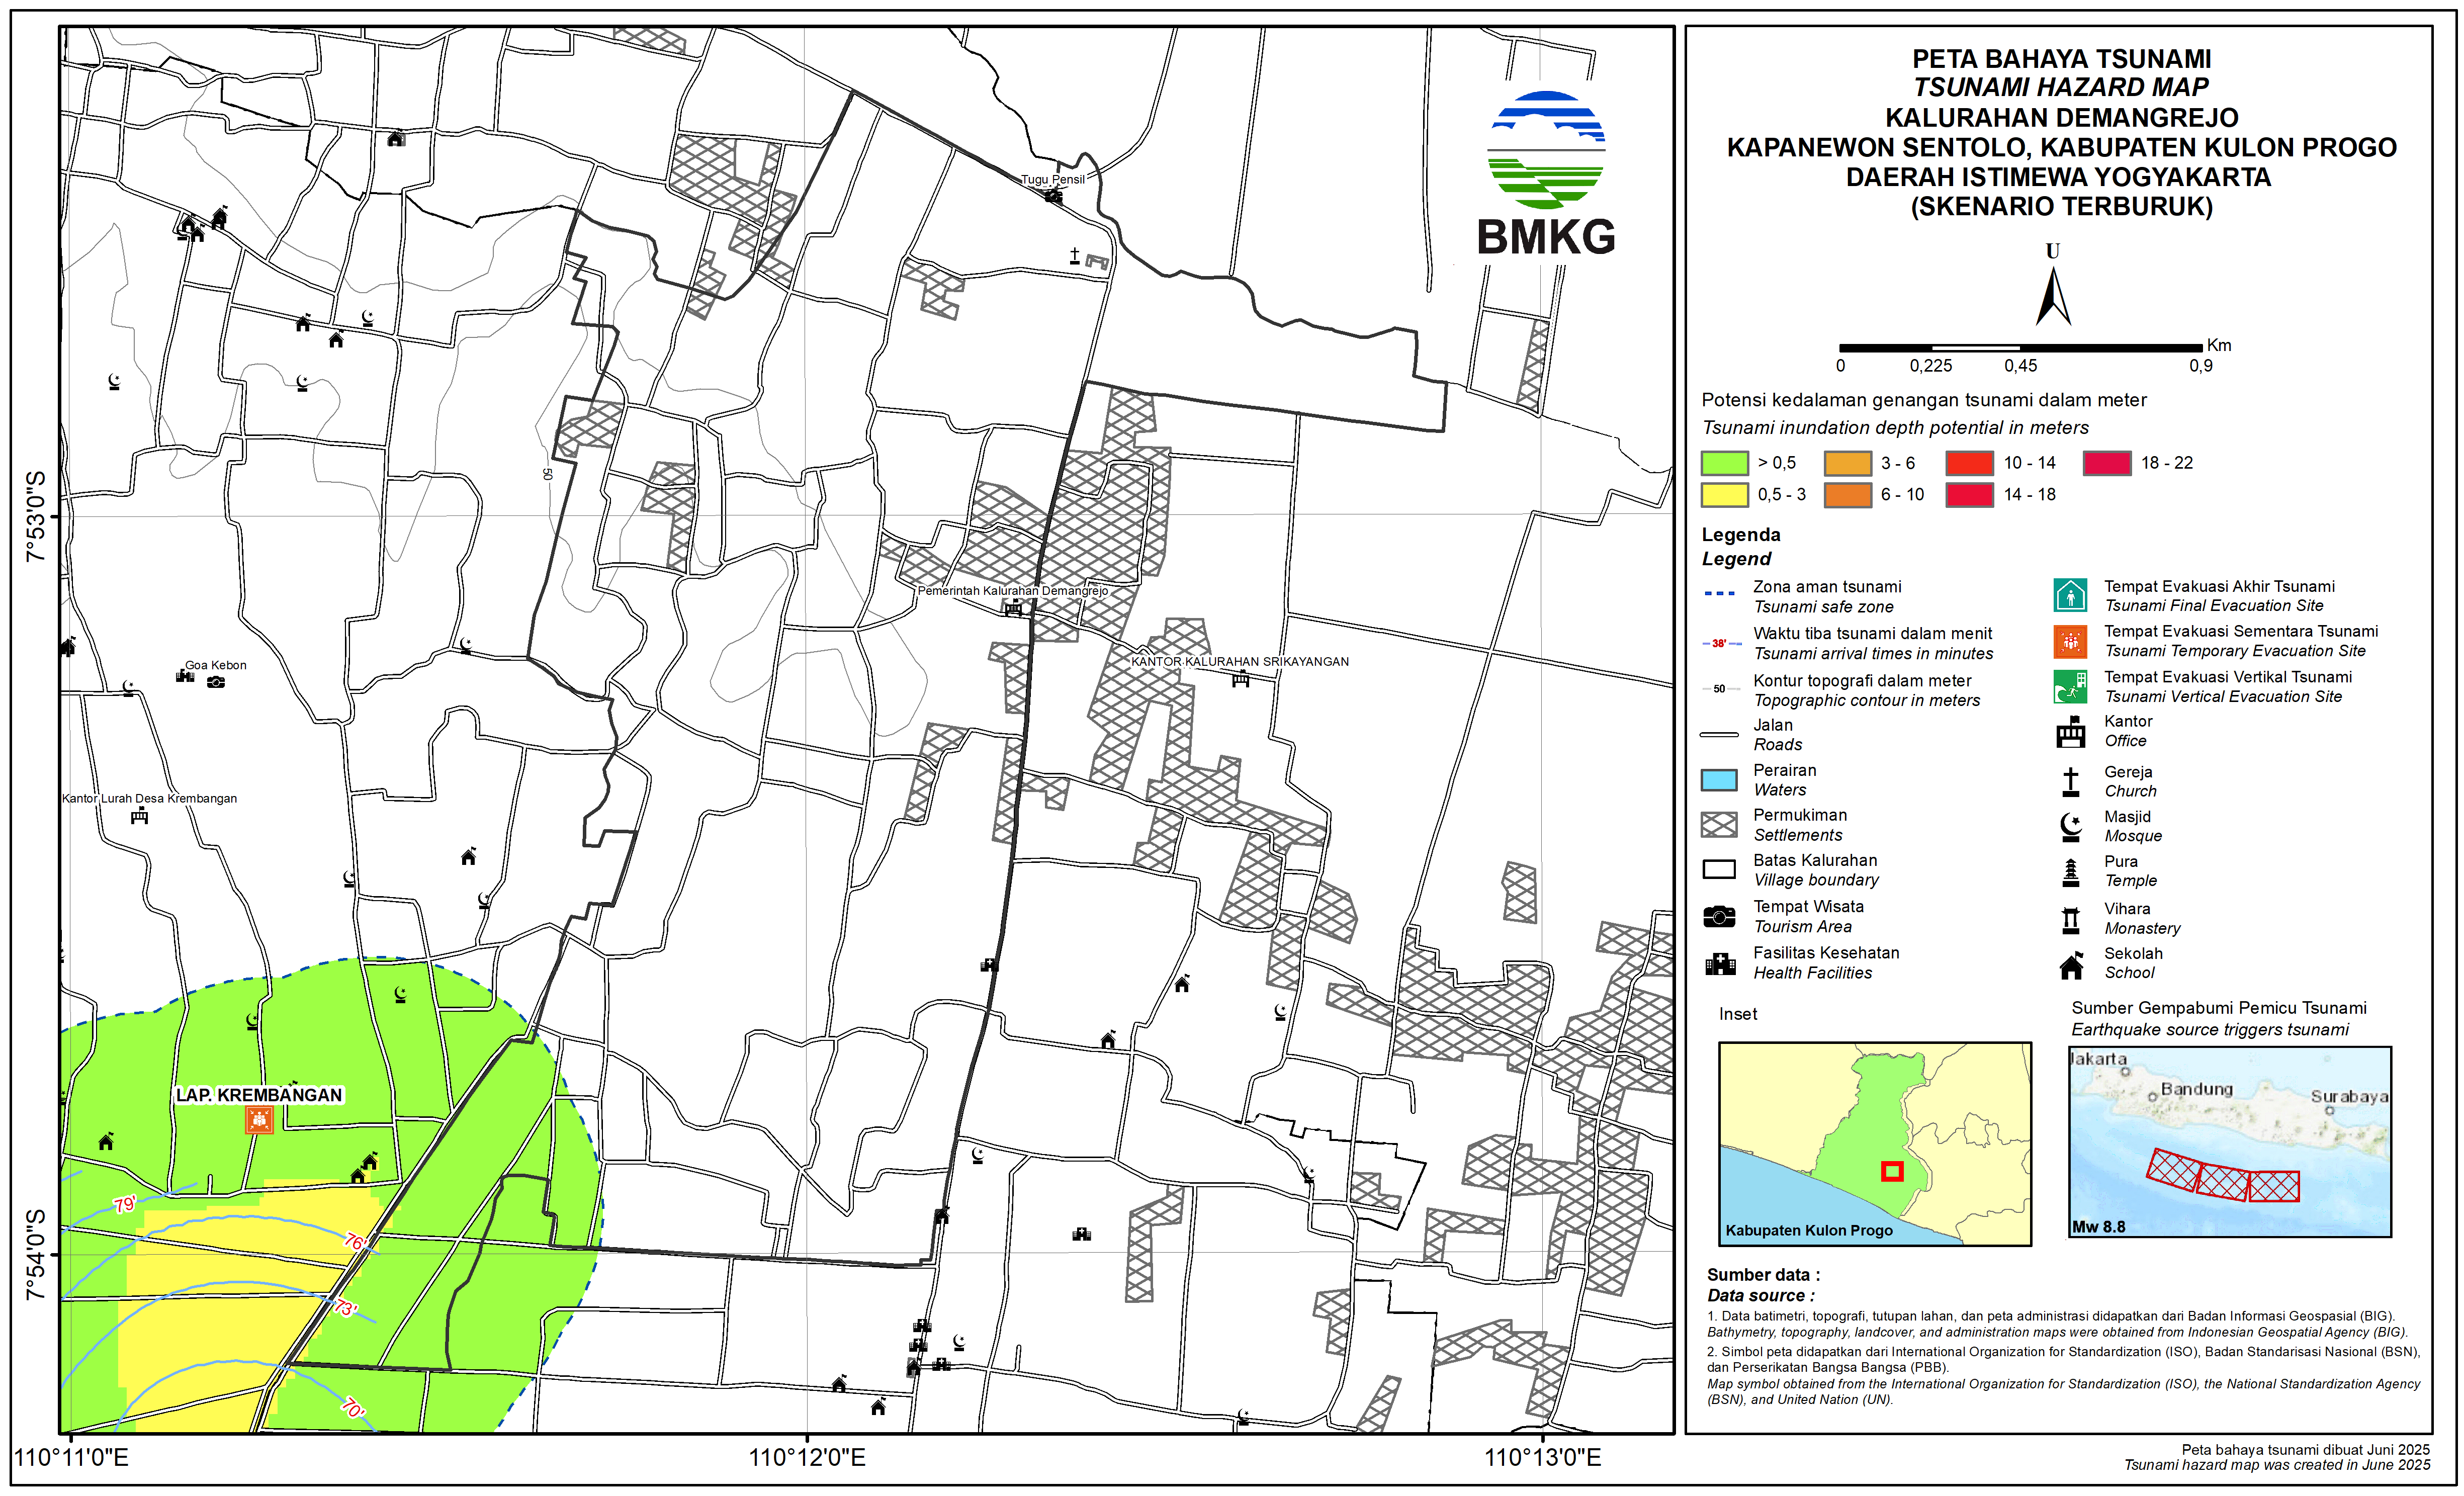 PETA BAHAYA TSUNAMI
TSUNAMI HAZARD MAP
KALURAHAN DEMANGREJO
KAPANEWON SENTOLO, KABUPATEN KULON PROGO
DAERAH ISTIMEWA YOGYAKARTA
(SKENARIO TERBURUK)
U
Km
0 0,225 0,45 0,9
Potensi kedalaman genangan tsunami dalam meter
Tsunami inundation depth potential in meters
> 0,5
3 - 6
10 - 14
18 - 22
0,5 - 3
6 - 10
14 - 18
Legenda
Legend
Zona aman tsunami
Tsunami safe zone
38'
Waktu tiba tsunami dalam menit
Tsunami arrival times in minutes
50
Kontur topografi dalam meter
Topographic contour in meters
Jalan
Roads
Perairan
Waters
Permukiman
Settlements
Batas Kalurahan
Village boundary
Tempat Wisata
Tourism Area
Fasilitas Kesehatan
Health Facilities
Tempat Evakuasi Akhir Tsunami
Tsunami Final Evacuation Site
Tempat Evakuasi Sementara Tsunami
Tsunami Temporary Evacuation Site
Tempat Evakuasi Vertikal Tsunami
Tsunami Vertical Evacuation Site
Kantor
Office
Gereja
Church
Masjid
Mosque
Pura
Temple
Vihara
Monastery
Sekolah
School
Inset
Kabupaten Kulon Progo
Sumber Gempabumi Pemicu Tsunami
Earthquake source triggers tsunami
Jakarta
Bandung
Surabaya
Mw 8.8
Sumber data :
Data source :
1. Data batimetri, topografi, tutupan lahan, dan peta administrasi didapatkan dari Badan Informasi Geospasial (BIG).
Bathymetry, topography, landcover, and administration maps were obtained from Indonesian Geospatial Agency (BIG).
2. Simbol peta didapatkan dari International Organization for Standardization (ISO), Badan Standarisasi Nasional (BSN),
dan Perserikatan Bangsa Bangsa (PBB).
Map symbol obtained from the International Organization for Standardization (ISO), the National Standardization Agency
(BSN), and United Nation (UN).
Peta bahaya tsunami dibuat Juni 2025
Tsunami hazard map was created in June 2025
BMKG
Tugu Pensil
50
7°53'0"S
Pemerintah Kalurahan Demangrejo
KANTOR KALURAHAN SRIKAYANGAN
Goa Kebon
Kantor Lurah Desa Krembangan
LAP. KREMBANGAN
79'
76'
73'
70'
7°54'0"S
110°11'0"E
110°12'0"E
110°13'0"E